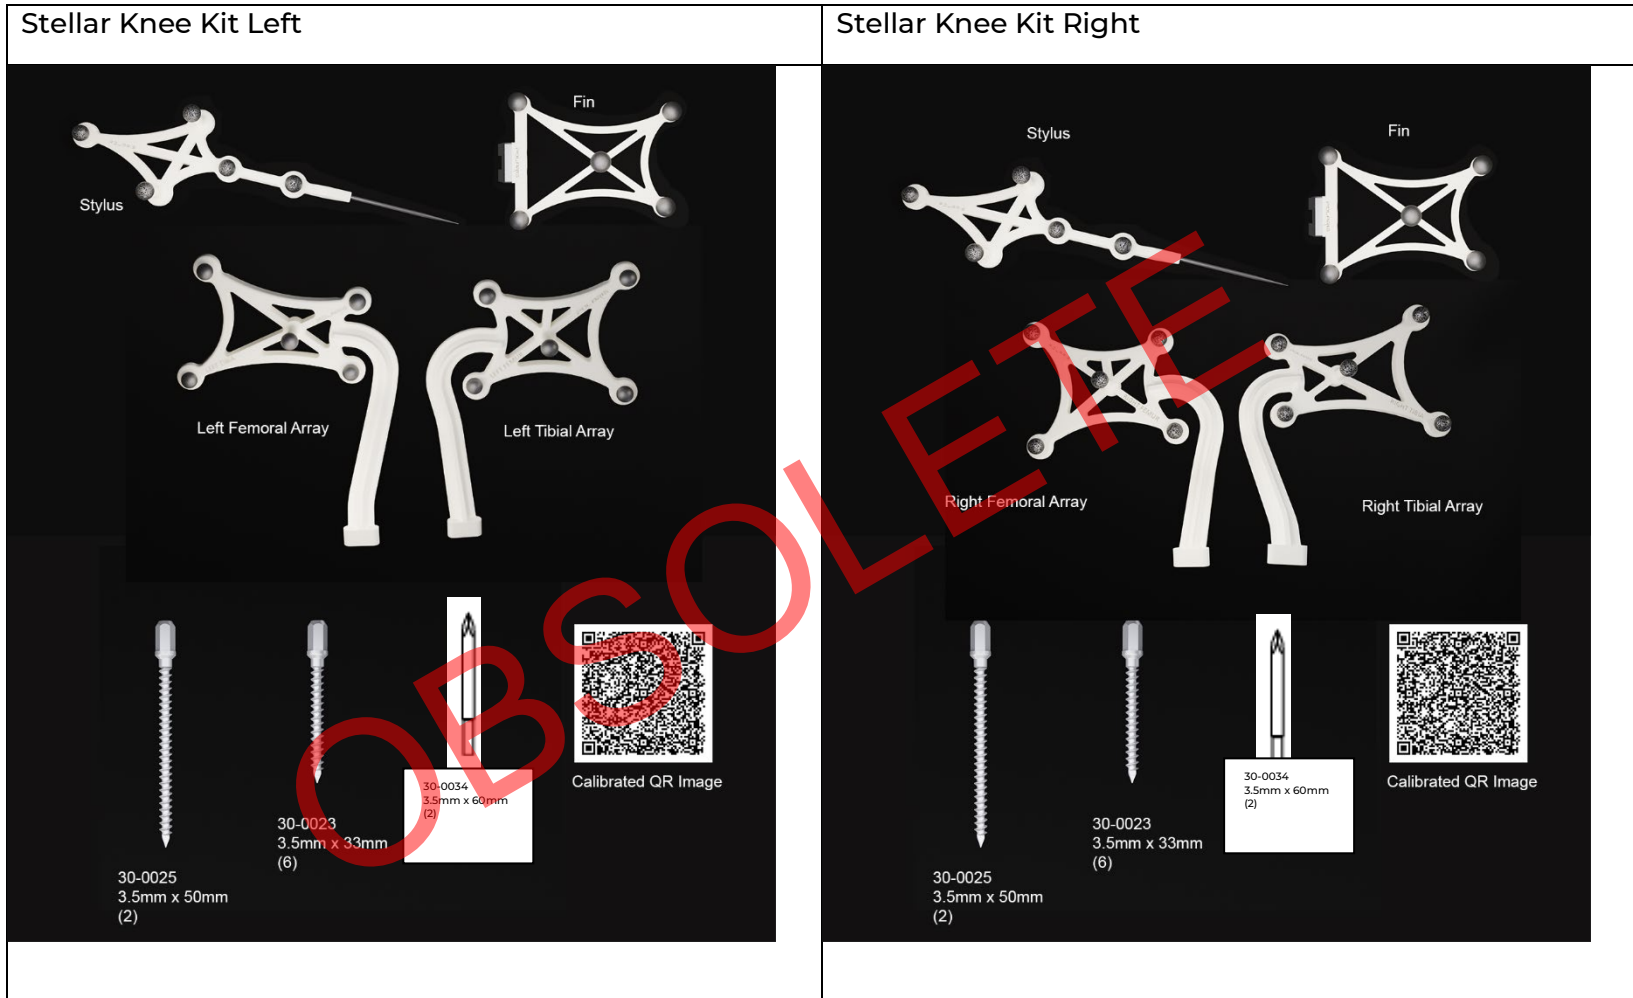 Stellar Knee Kit Left
Stylus
Fin
Left Femoral Array
Left Tibial Array
30-0025
3.5mm x 50mm
(2)
30-0023
3.5mm x 33mm
(6)
30-0034
3.5mm x 60mm
(2)
Calibrated QR Image
Stellar Knee Kit Right
Stylus
Fin
Right Femoral Array
Right Tibial Array
RIGHT TIBIA
30-0025
3.5mm x 50mm
(2)
30-0023
3.5mm x 33mm
(6)
30-0034
3.5mm x 60mm
(2)
Calibrated QR Image
OBSOLETE